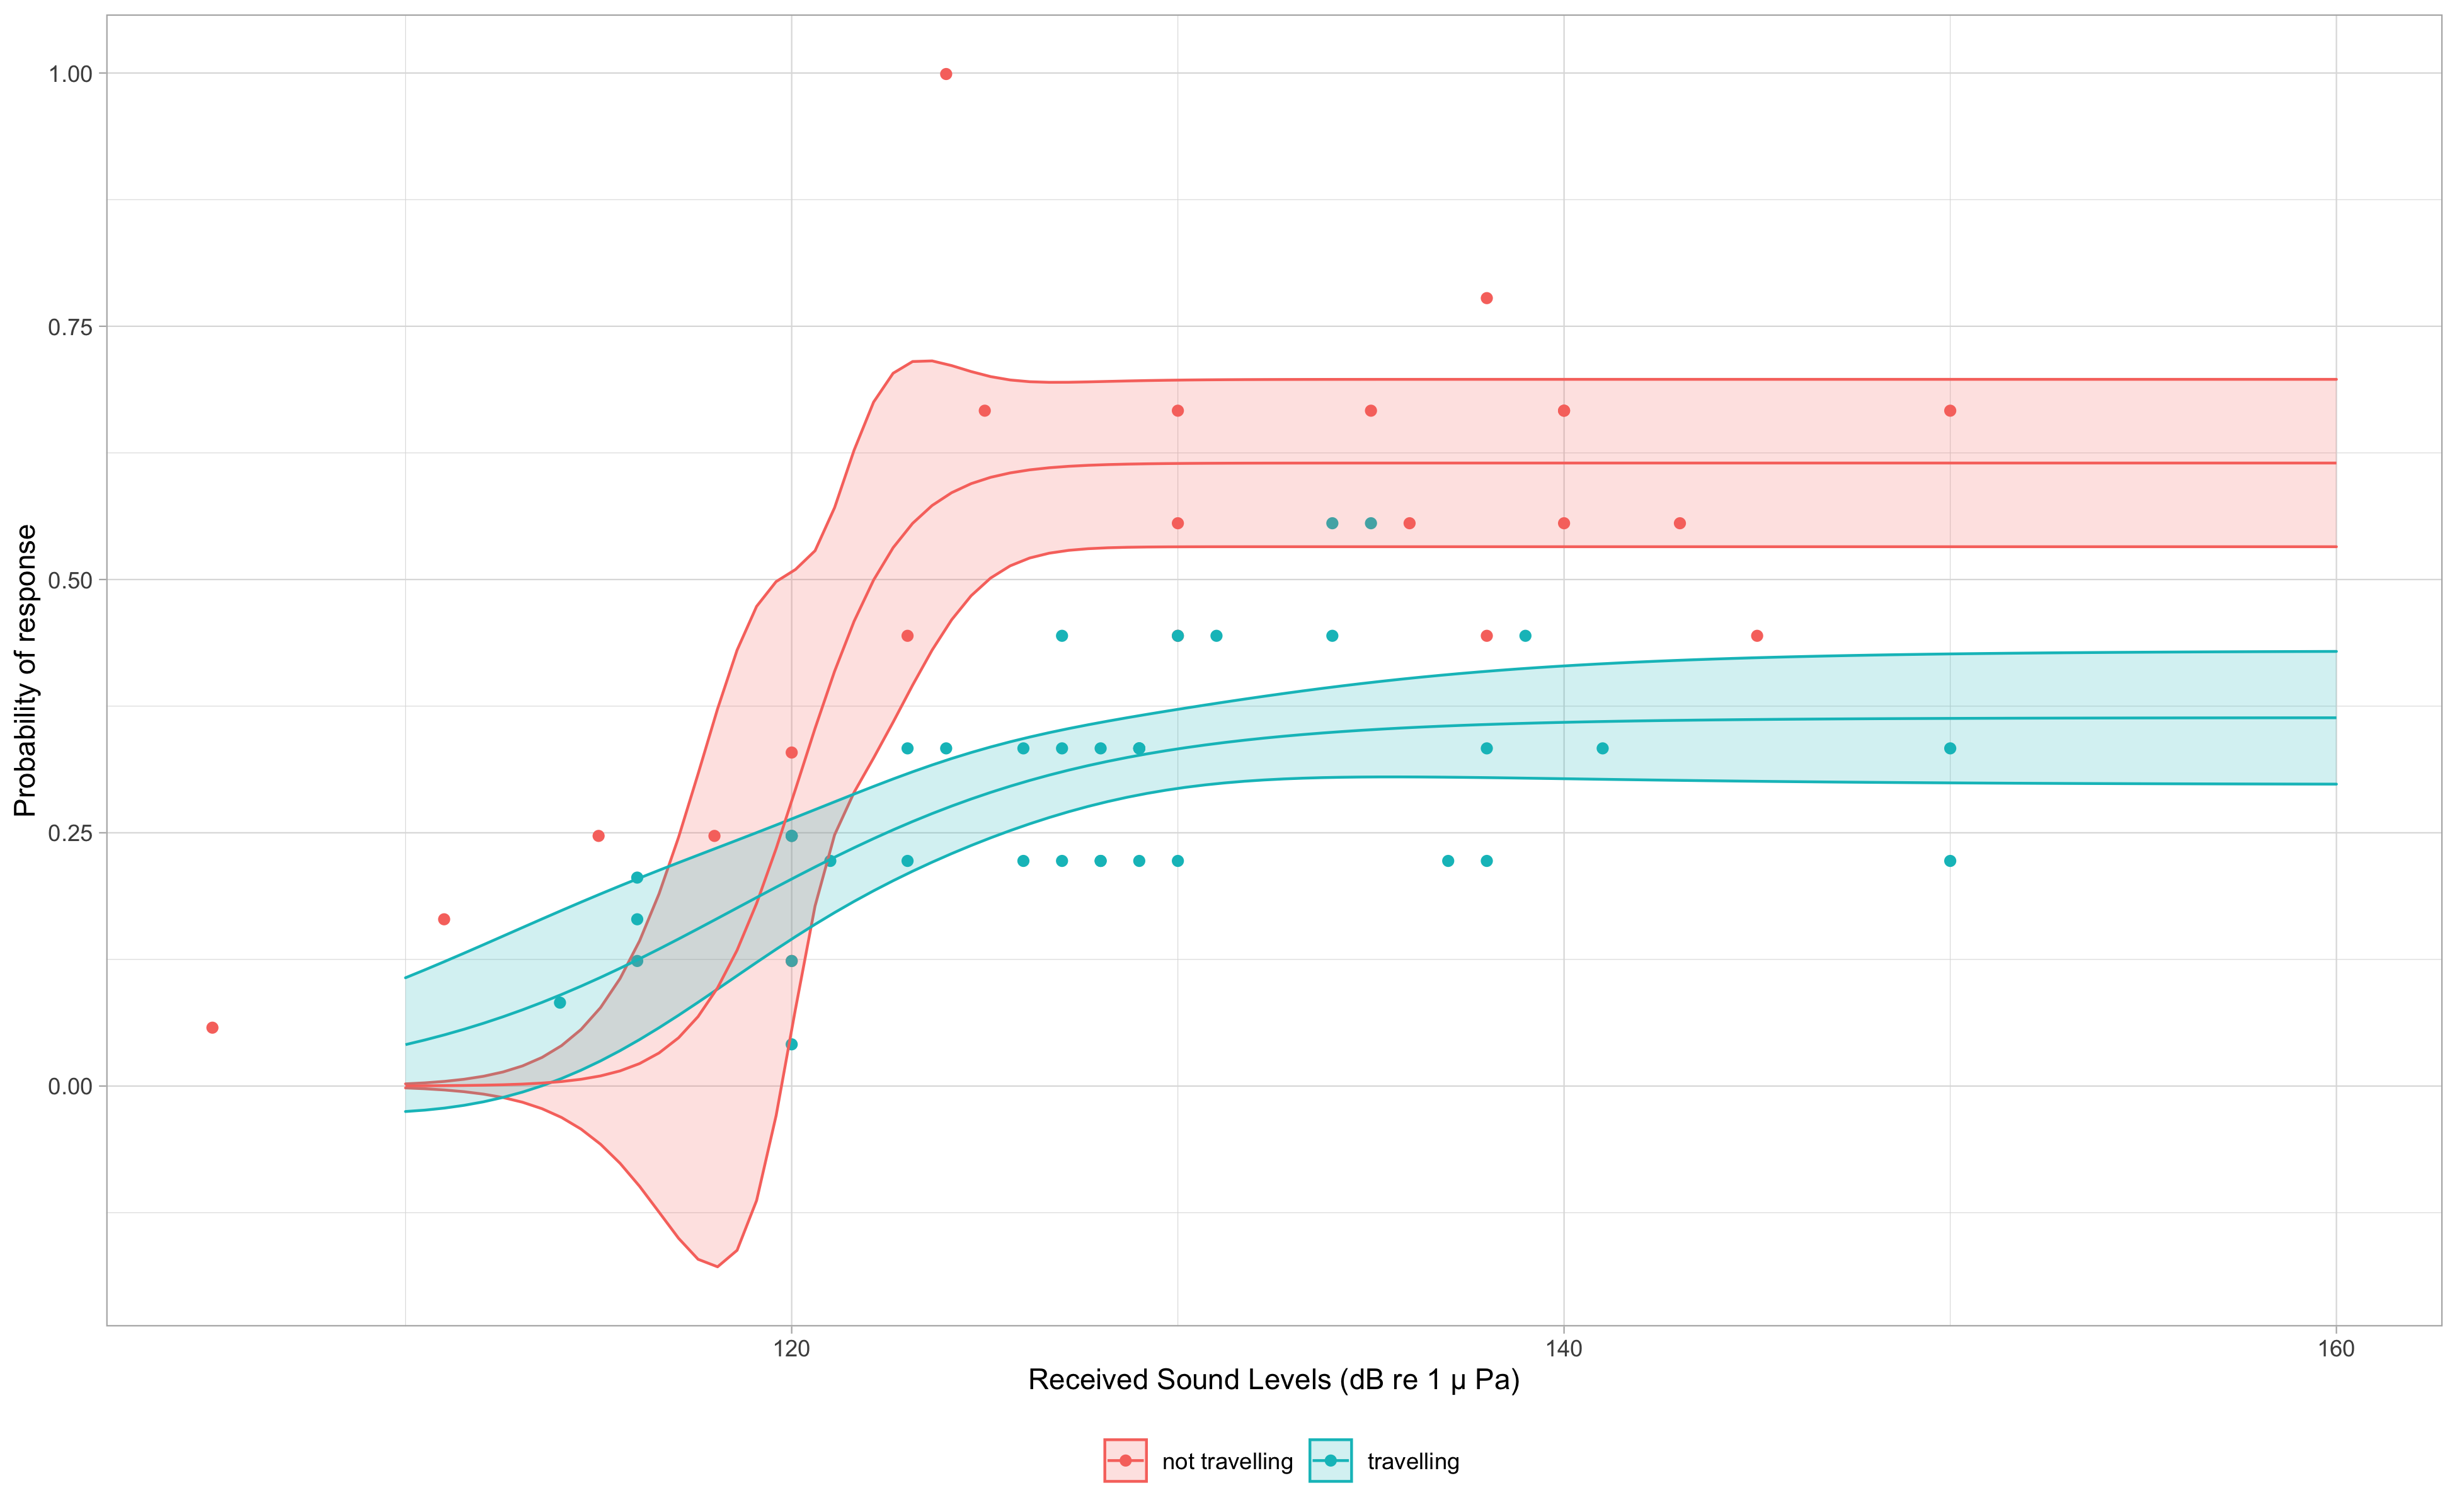 1.00
0.75
0.50
0.25
0.00
Probability of response
120 140 160
Received Sound Levels (dB re 1 μ Pa)
not travelling travelling